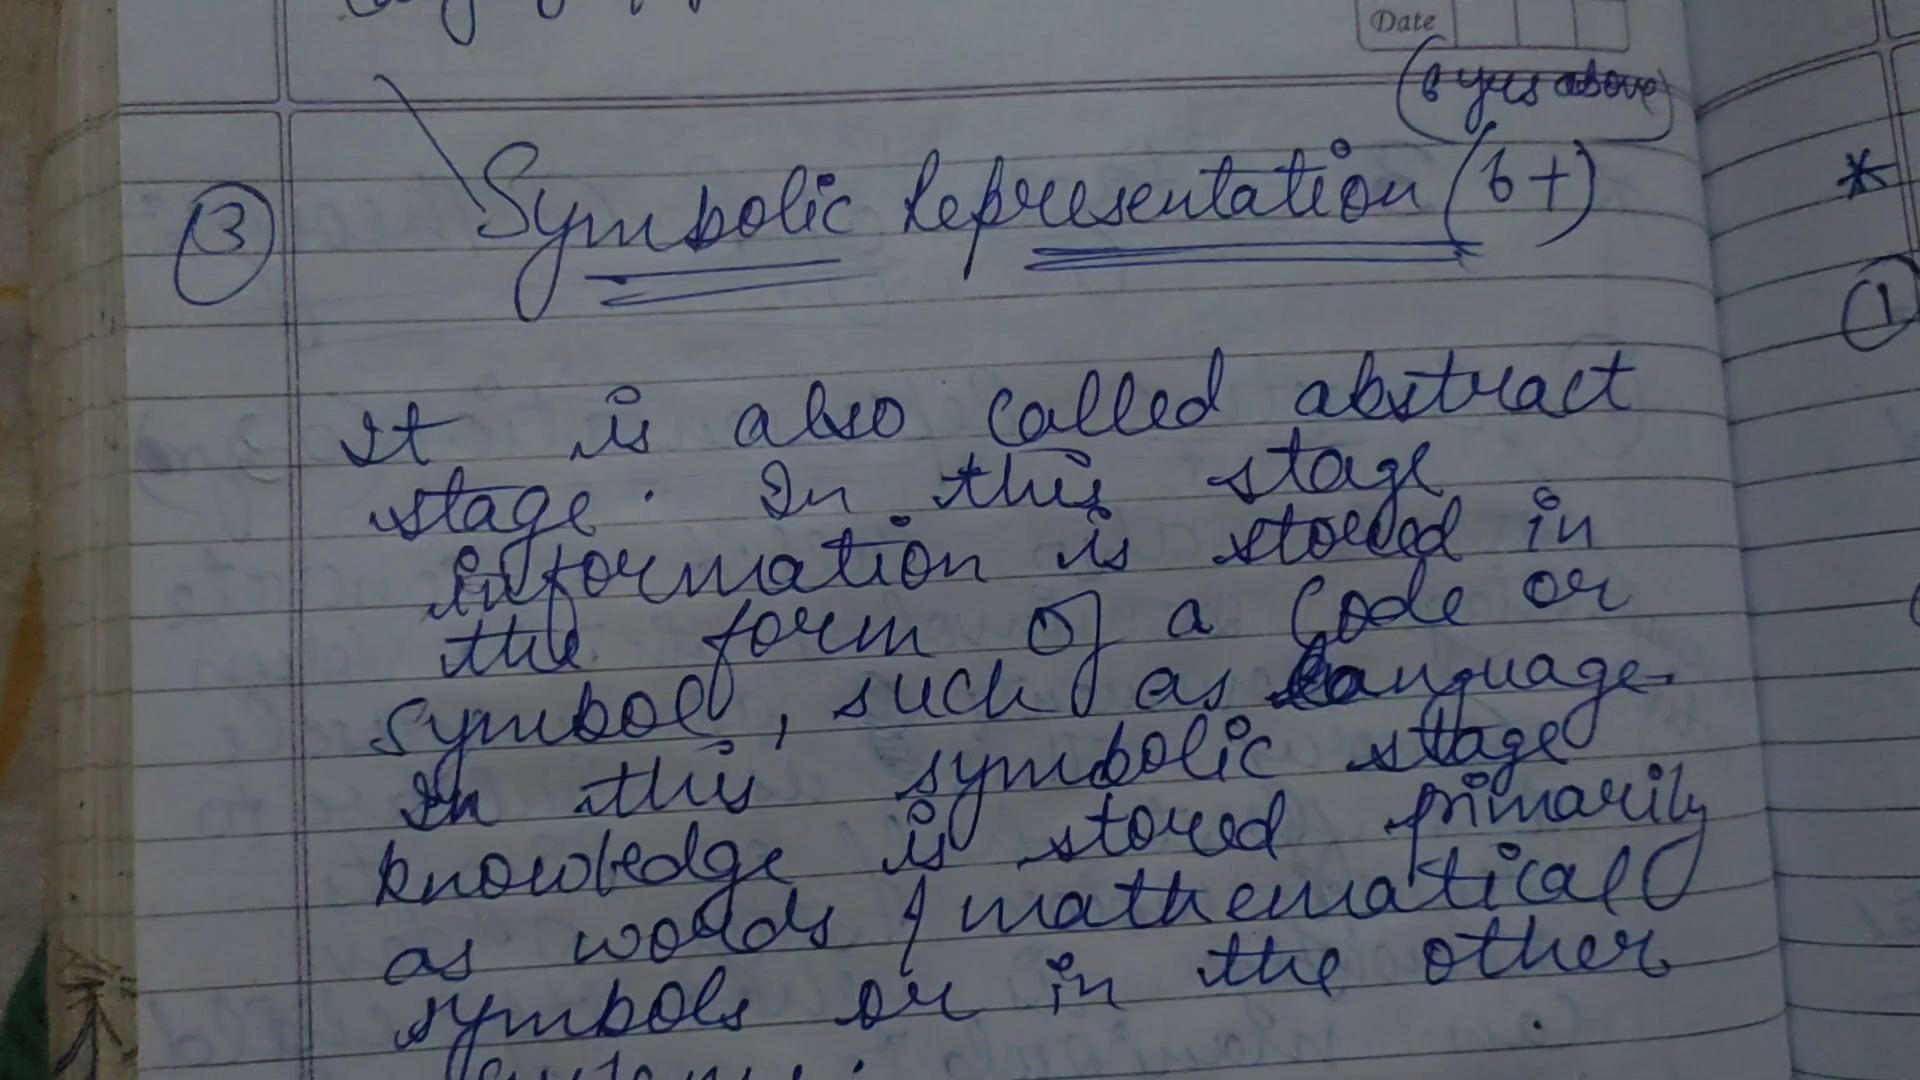 Date
(6 yrs above)
3
Symbolic Representation (6+)
*
1
It is also called abstract
stage. In this stage
information is stored in
the form of a Code or
symbol, such as language.
In this symbolic stage
knowledge is stored primarily
as words, mathematical
symbols or in the other